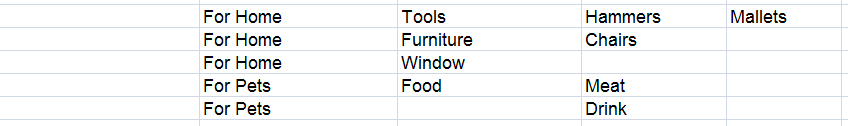 For Home Tools Hammers Mallets
For Home Furniture Chairs
For Home Window
For Pets Food Meat
For Pets Drink